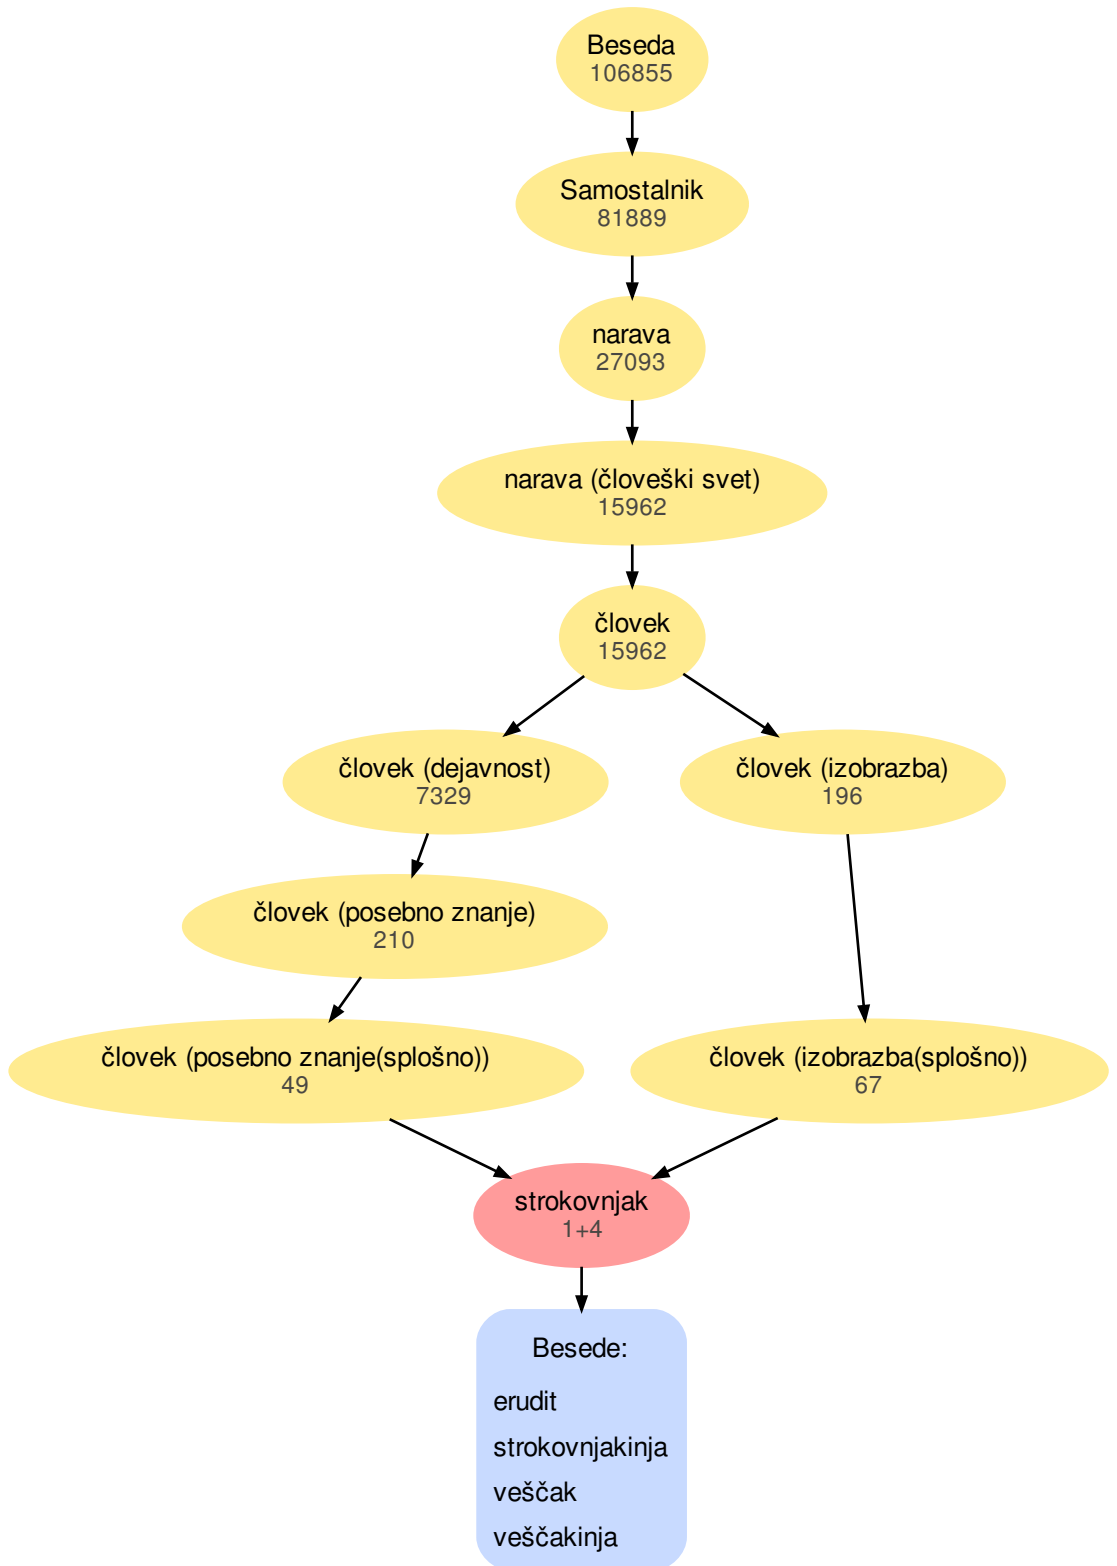 Beseda
106855
Samostalnik
81889
narava
27093
narava (človeški svet)
15962
človek
15962
človek (dejavnost)
7329
človek (izobrazba)
196
človek (posebno znanje)
210
človek (posebno znanje(splošno))
49
človek (izobrazba(splošno))
67
strokovnjak
1+4
Besede:
erudit
strokovnjakinja
veščak
veščakinja